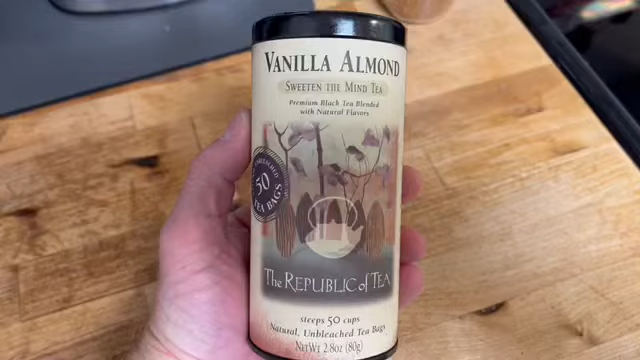 VANILLA ALMOND
SWEETEN THE MIND TEA
Premium Black Tea Blended
with Natural Flavors
UNBLEACHED
50
TEA BAGS
The REPUBLIC of TEA
steeps 50 cups
Natural, Unbleached Tea Bags
NET WT 2.8oz (80g)